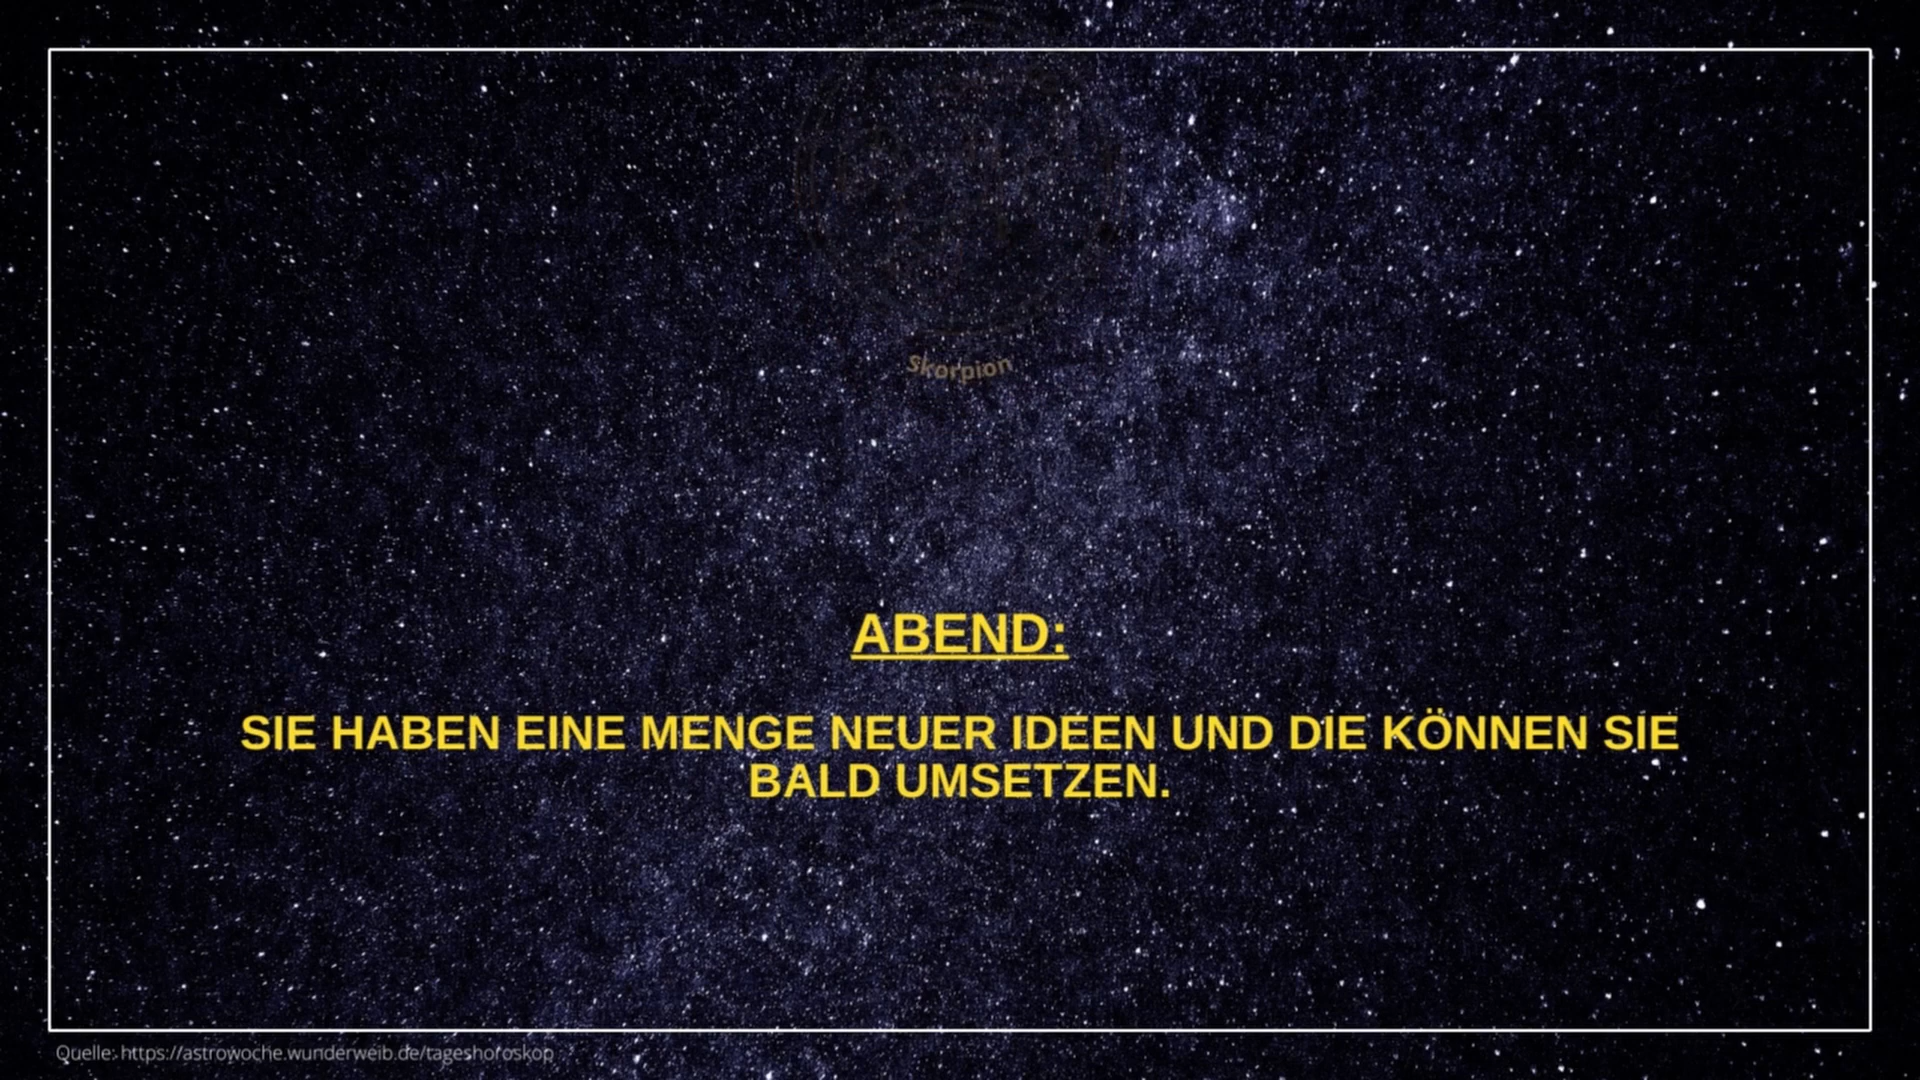 Skorpion
ABEND:
SIE HABEN EINE MENGE NEUER IDEEN UND DIE KÖNNEN SIE
BALD UMSETZEN.
Quelle: https://astrowoche.wunderweib.de/tageshoroskop